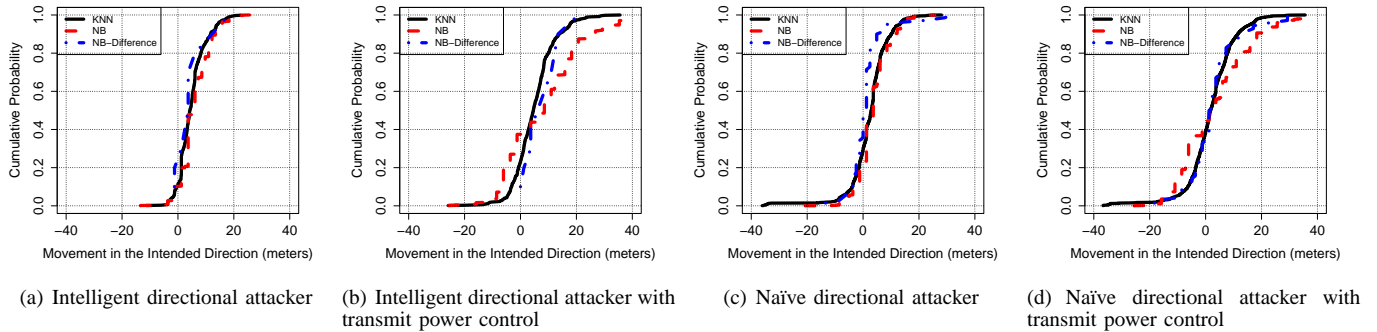 KNN
NB
NB−Difference
Cumulative Probability
0.0 0.2 0.4 0.6 0.8 1.0
−40 −20 0 20 40
Movement in the Intended Direction (meters)
(a) Intelligent directional attacker
KNN
NB
NB−Difference
Cumulative Probability
0.0 0.2 0.4 0.6 0.8 1.0
−40 −20 0 20 40
Movement in the Intended Direction (meters)
(b) Intelligent directional attacker with
transmit power control
KNN
NB
NB−Difference
Cumulative Probability
0.0 0.2 0.4 0.6 0.8 1.0
−40 −20 0 20 40
Movement in the Intended Direction (meters)
(c) Naïve directional attacker
KNN
NB
NB−Difference
Cumulative Probability
0.0 0.2 0.4 0.6 0.8 1.0
−40 −20 0 20 40
Movement in the Intended Direction (meters)
(d) Naïve directional attacker with
transmit power control